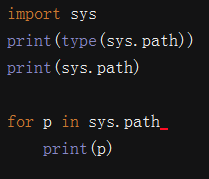 import sys
print(type(sys.path))
print(sys.path)
for p in sys.path
    print(p)